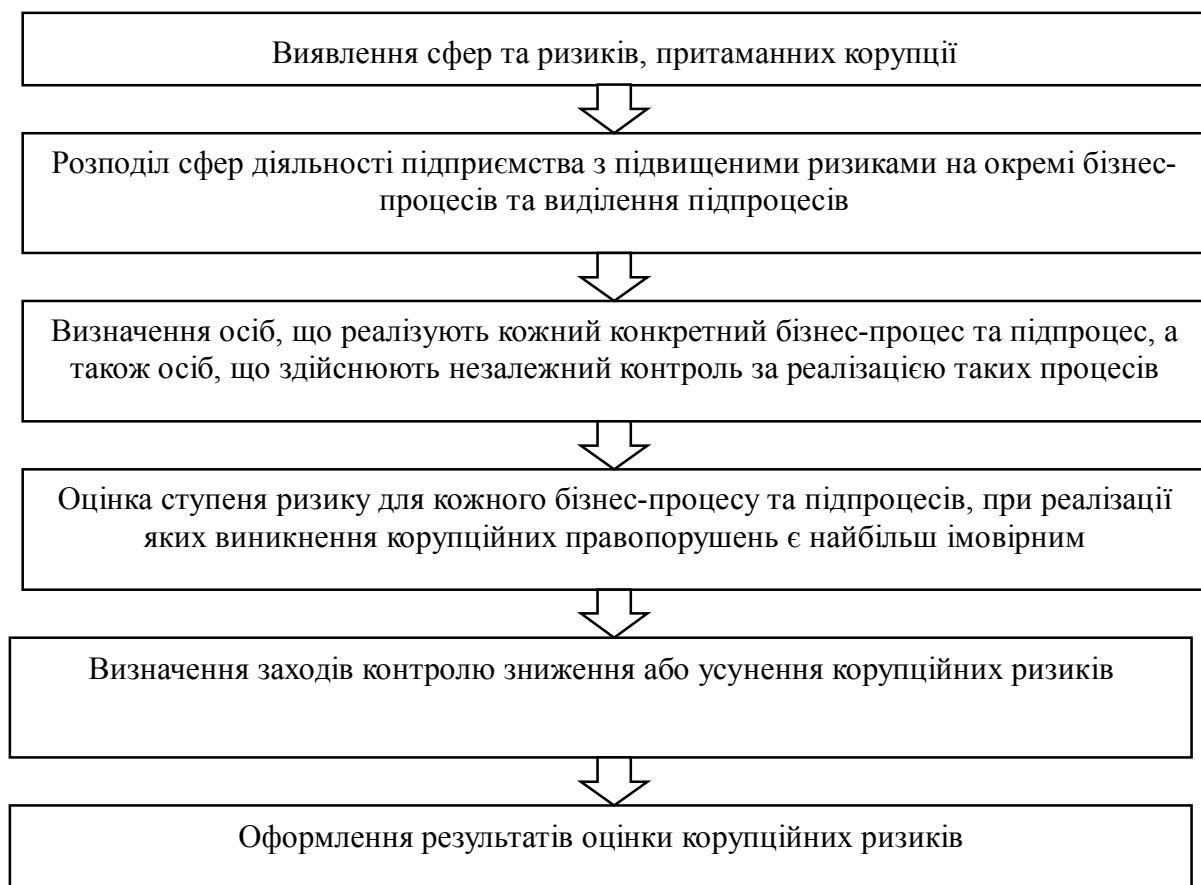 Виявлення сфер та ризиків, притаманних корупції
Розподіл сфер діяльності підприємства з підвищеними ризиками на окремі бізнес-
процесів та виділення підпроцесів
Визначення осіб, що реалізують кожний конкретний бізнес-процес та підпроцес, а
також осіб, що здійснюють незалежний контроль за реалізацією таких процесів
Оцінка ступеня ризику для кожного бізнес-процесу та підпроцесів, при реалізації
яких виникнення корупційних правопорушень є найбільш імовірним
Визначення заходів контролю зниження або усунення корупційних ризиків
Оформлення результатів оцінки корупційних ризиків